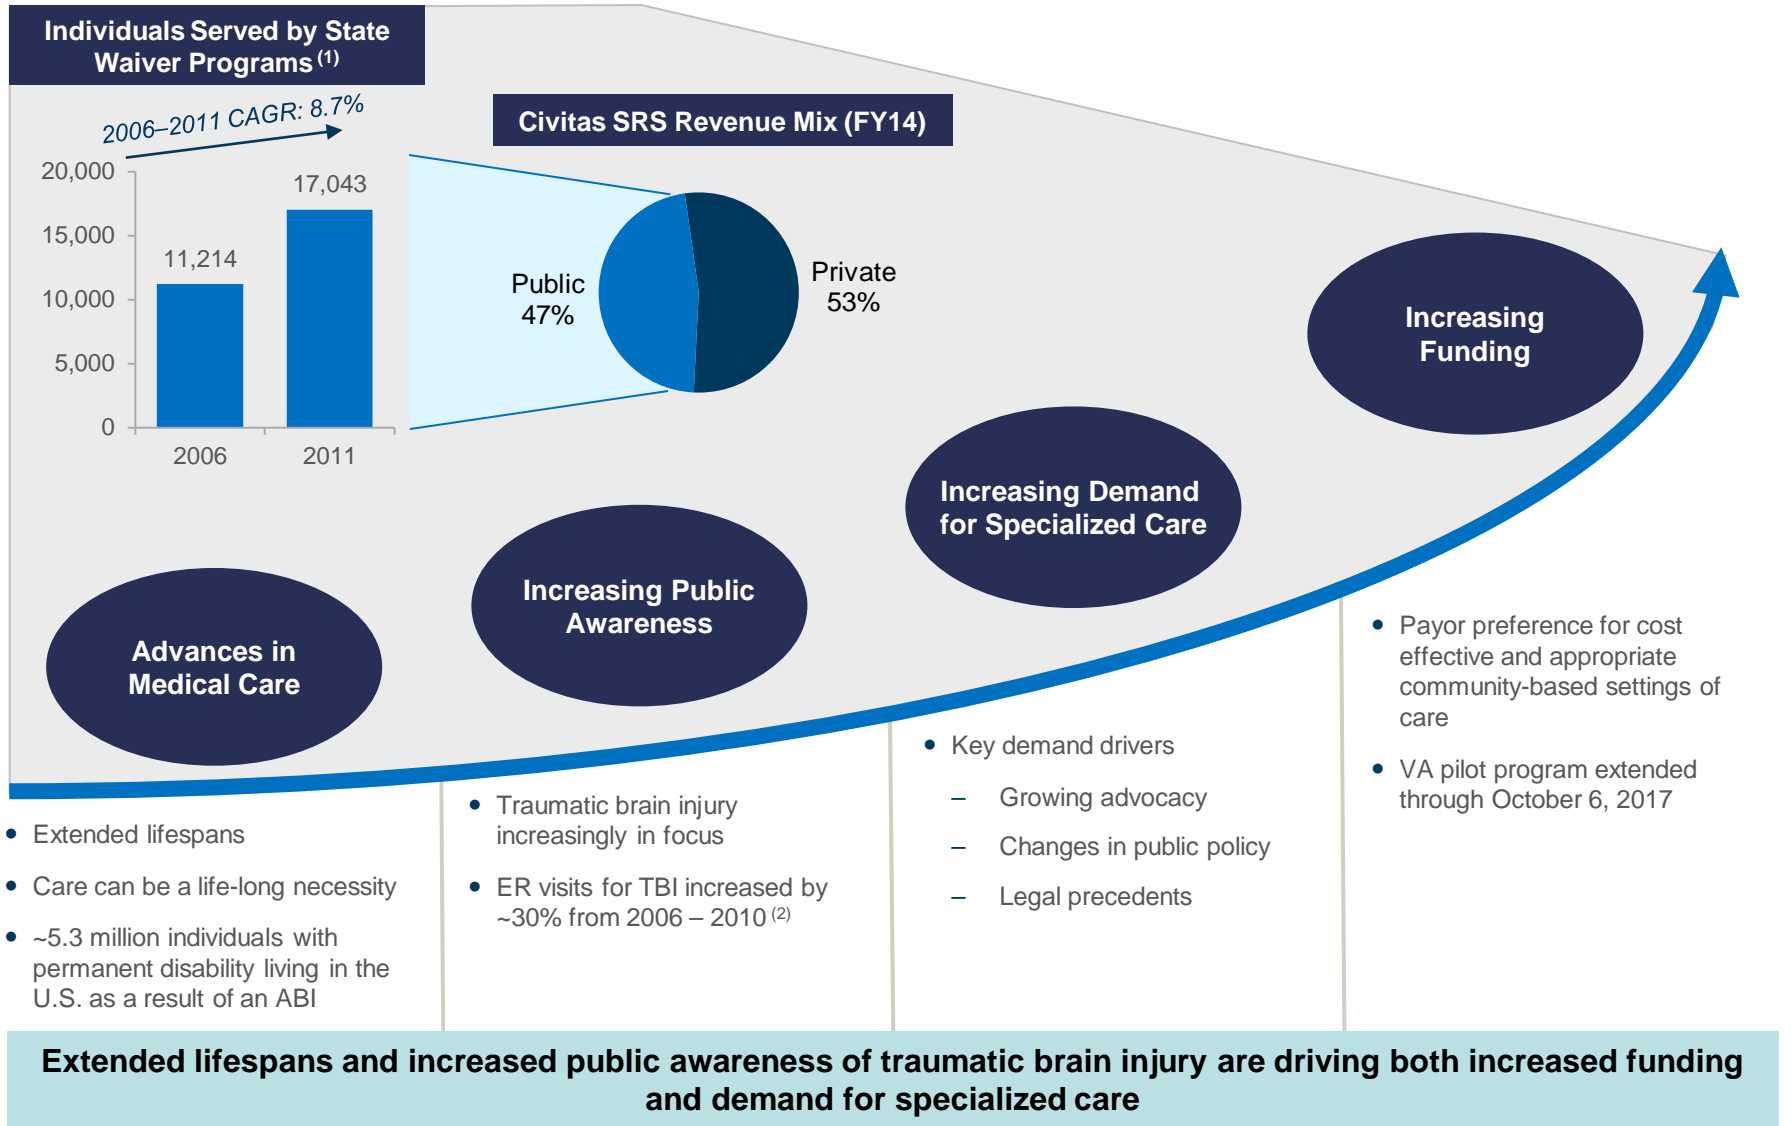 Individuals Served by State
Waiver Programs (1)
2006–2011 CAGR: 8.7%
20,000
15,000
10,000
5,000
0
11,214
17,043
2006
2011
Civitas SRS Revenue Mix (FY14)
Public
47%
Private
53%
Advances in
Medical Care
Increasing Public
Awareness
Increasing Demand
for Specialized Care
Increasing
Funding
• Extended lifespans
• Care can be a life-long necessity
• ~5.3 million individuals with
permanent disability living in the
U.S. as a result of an ABI
• Traumatic brain injury
increasingly in focus
• ER visits for TBI increased by
~30% from 2006 – 2010 (2)
• Key demand drivers
– Growing advocacy
– Changes in public policy
– Legal precedents
• Payor preference for cost
effective and appropriate
community-based settings of
care
• VA pilot program extended
through October 6, 2017
Extended lifespans and increased public awareness of traumatic brain injury are driving both increased funding
and demand for specialized care